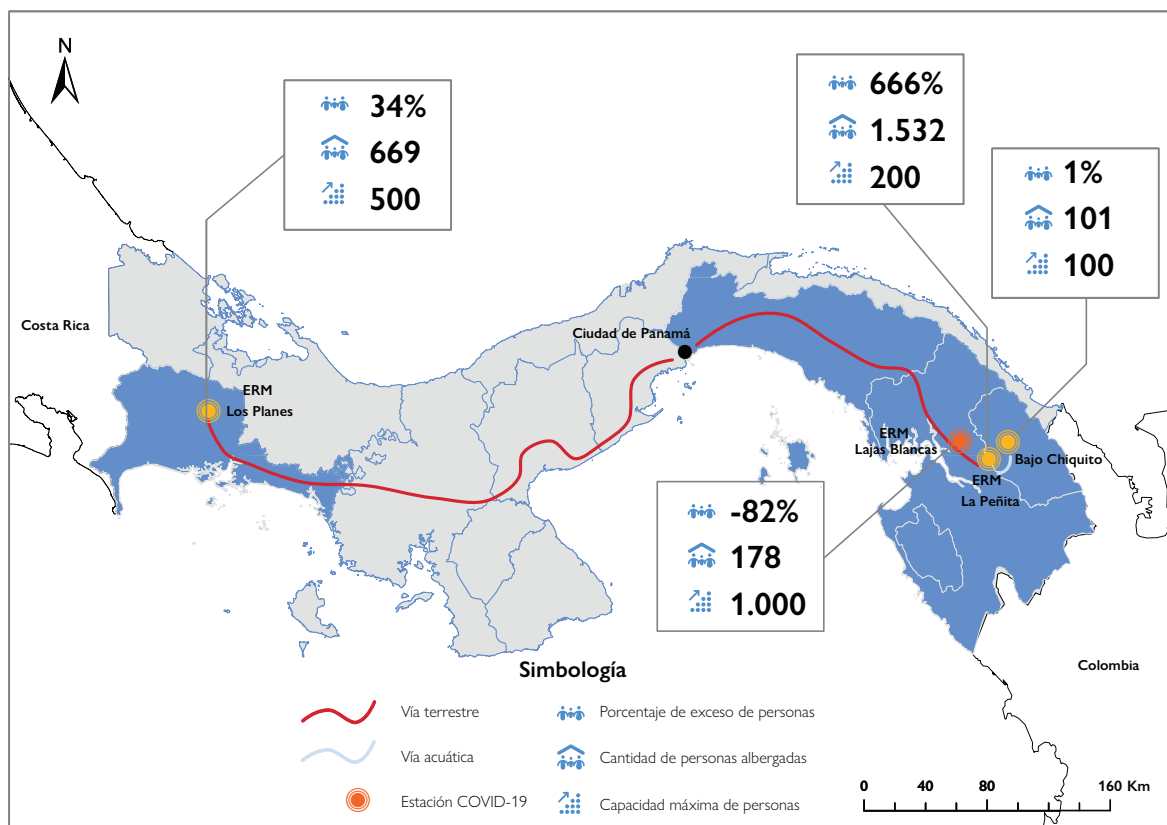 N
34%
669
500
666%
1.532
200
1%
101
100
Costa Rica
Ciudad de Panamá
ERM
Los Planes
ERM
Lajas Blancas
Bajo Chiquito
ERM
La Peñita
-82%
178
1.000
Colombia
Simbología
Vía terrestre
Porcentaje de exceso de personas
Vía acuática
Cantidad de personas albergadas
Estación COVID-19
Capacidad máxima de personas
0 20 40 80 120 160 Km